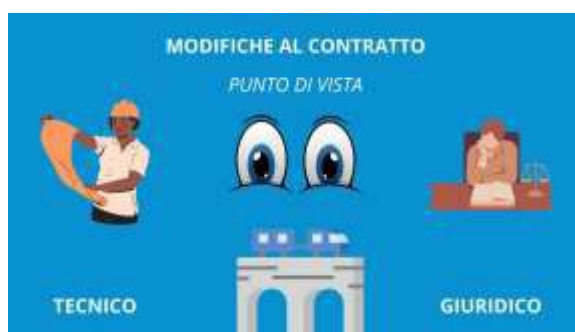 MODIFICHE AL CONTRATTO
PUNTO DI VISTA
TECNICO
GIURIDICO